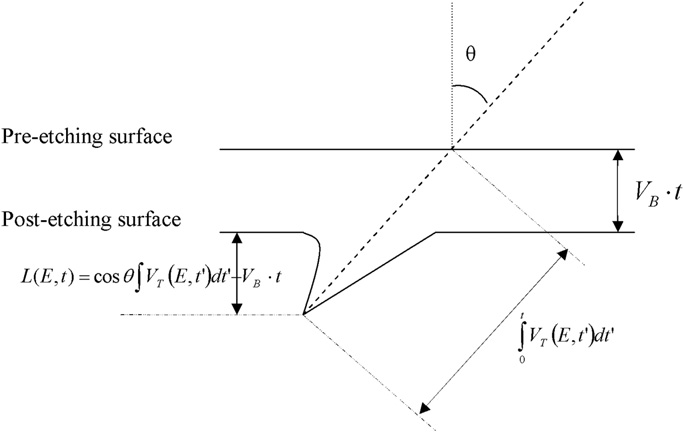 θ
Pre-etching surface
V_B · t
Post-etching surface
L(E,t) = cos θ∫V_T(E,t')dt'–V_B · t
∫_0^t V_T(E,t')dt'